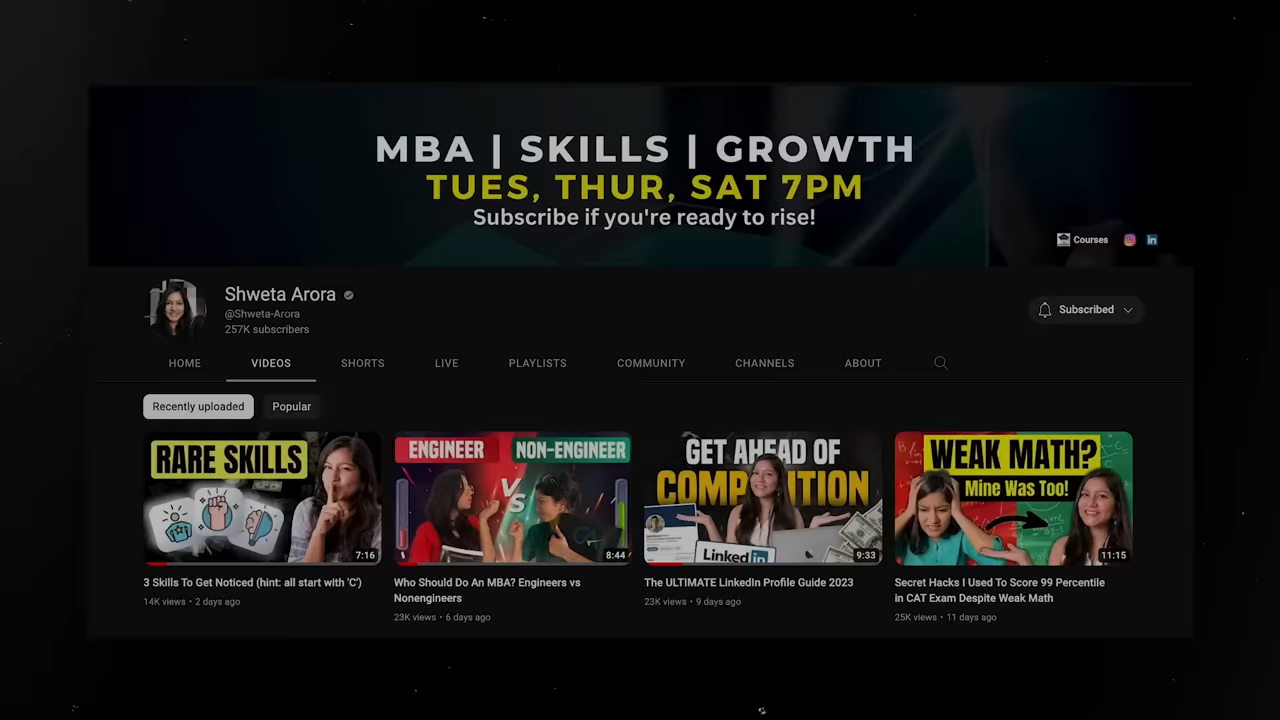 MBA | SKILLS | GROWTH
TUES, THUR, SAT 7PM
Subscribe if you're ready to rise!
Courses
Shweta Arora
@Shweta-Arora
257K subscribers
Subscribed
HOME VIDEOS SHORTS LIVE PLAYLISTS COMMUNITY CHANNELS ABOUT
Recently uploaded Popular
RARE SKILLS
7:16
ENGINEER NON-ENGINEER
VS
8:44
GET AHEAD OF
LinkedIn
9:33
WEAK MATH?
Mine Was Too!
11:15
3 Skills To Get Noticed (hint: all start with 'C')
14K views • 2 days ago
Who Should Do An MBA? Engineers vs
Nonengineers
23K views • 6 days ago
The ULTIMATE LinkedIn Profile Guide 2023
23K views • 9 days ago
Secret Hacks I Used To Score 99 Percentile
in CAT Exam Despite Weak Math
25K views • 11 days ago